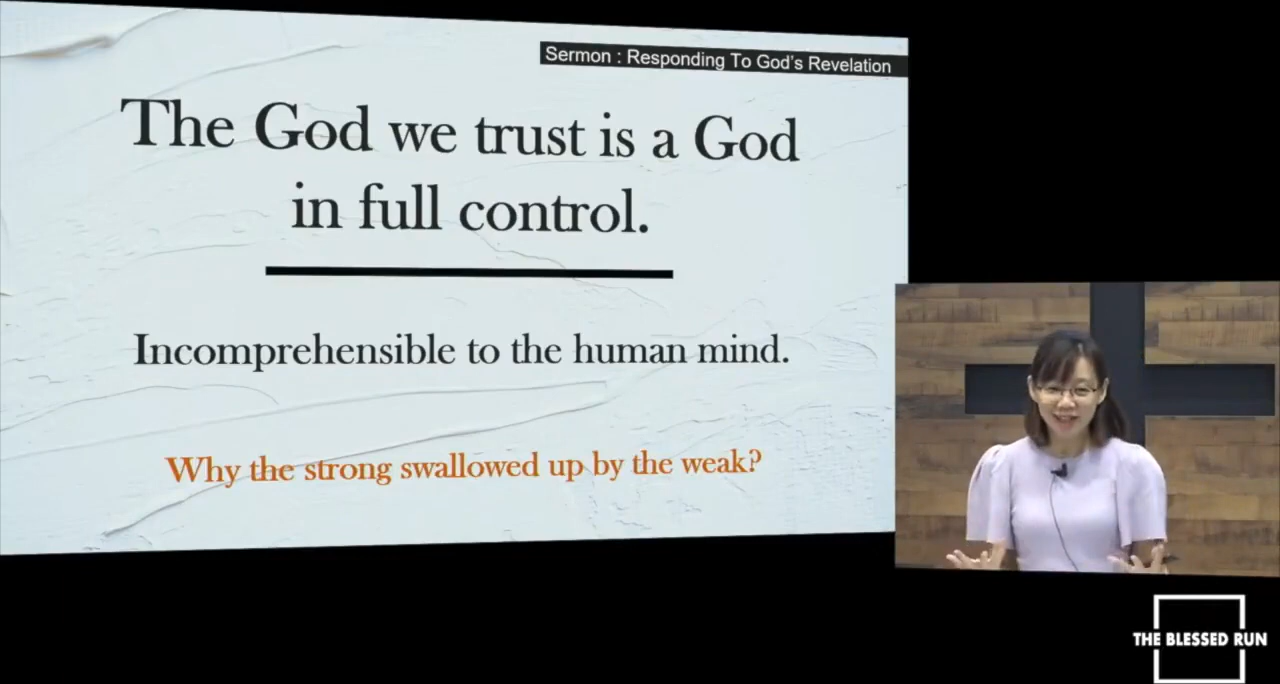 Sermon : Responding To God's Revelation
The God we trust is a God
in full control.
Incomprehensible to the human mind.
Why the strong swallowed up by the weak?
THE BLESSED RUN